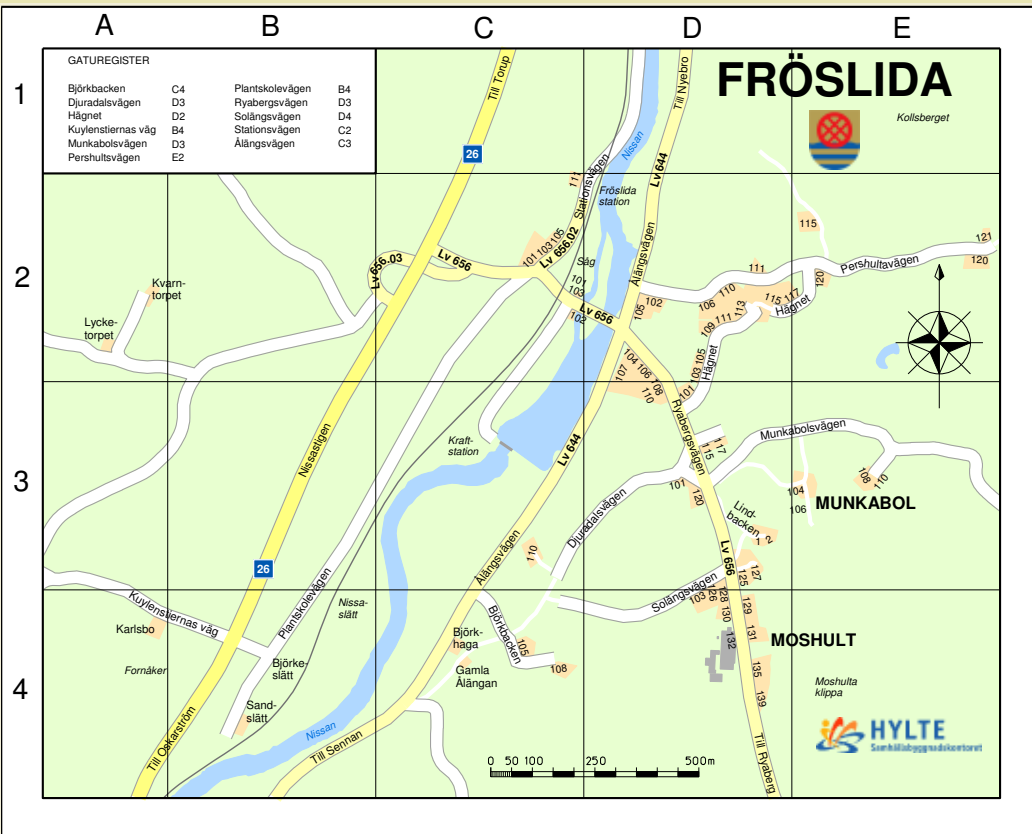 A B C D E
1
2
3
4
GATUREGISTER
Björkbacken C4
Djuradalsvägen D3
Hägnet D2
Kuylenstiernas väg B4
Munkabolsvägen D3
Pershultsvägen E2
Plantskolevägen B4
Ryabergsvägen D3
Solängsvägen D4
Stationsvägen C2
Ålängsvägen C3
FRÖSLIDA
Kollsberget
Till Torup
26
Till Nyebro
Nissan
Lv 644
Stationsvägen
111
Fröslida
station
115
121
120
Pershultavägen
120
Lv 656.03
Lv 656
101 103 105
Lv 656.02
Såg
101
103
102
Lv 656
Ålängsvägen
105
102
111
106 110
109 111 113
115 117
Hägnet
Hägnet
101 103 105
Kvarn-
torpet
Lycke-
torpet
104 106 108
107
110
Ryabergsvägen
Nissastigen
Kraft-
station
Lv 644
115
117
Munkabolsvägen
101
120
108
110
104
106
MUNKABOL
Lind-
backen
1 2
Djuradalsvägen
110
Ålängsvägen
Lv 656
125
127
26
Solängsvägen
103
126
128
130
129
131
132
Kuylenstiernas väg
Karlsbo
Fornåker
Plantskolevägen
Nissa-
slätt
Björke-
slätt
Sand-
slätt
Björk-
haga
Björkbacken
105
108
Gamla
Ålängan
MOSHULT
135
139
Moshulta
klippa
Till Oskarström
Nissan
Till Sennan
Till Ryaberg
0 50 100 250 500m
HYLTE
Samhällsbyggnadskontoret